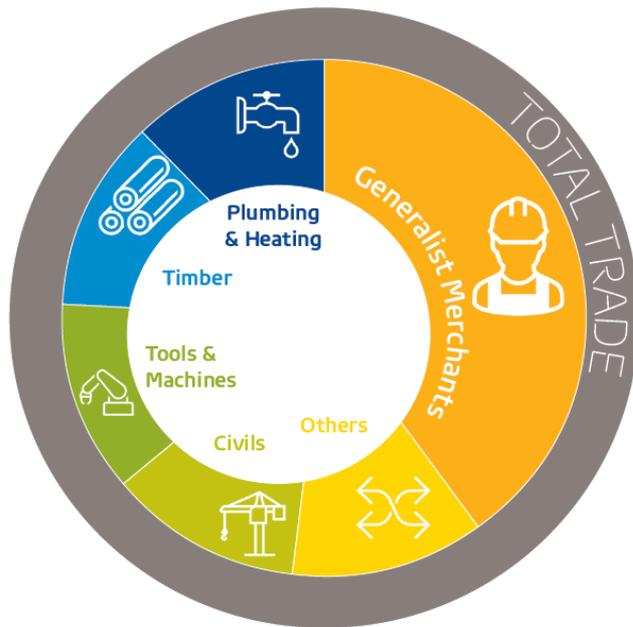 TOTAL TRADE
Generalist Merchants
Plumbing
& Heating
Timber
Tools &
Machines
Civils
Others